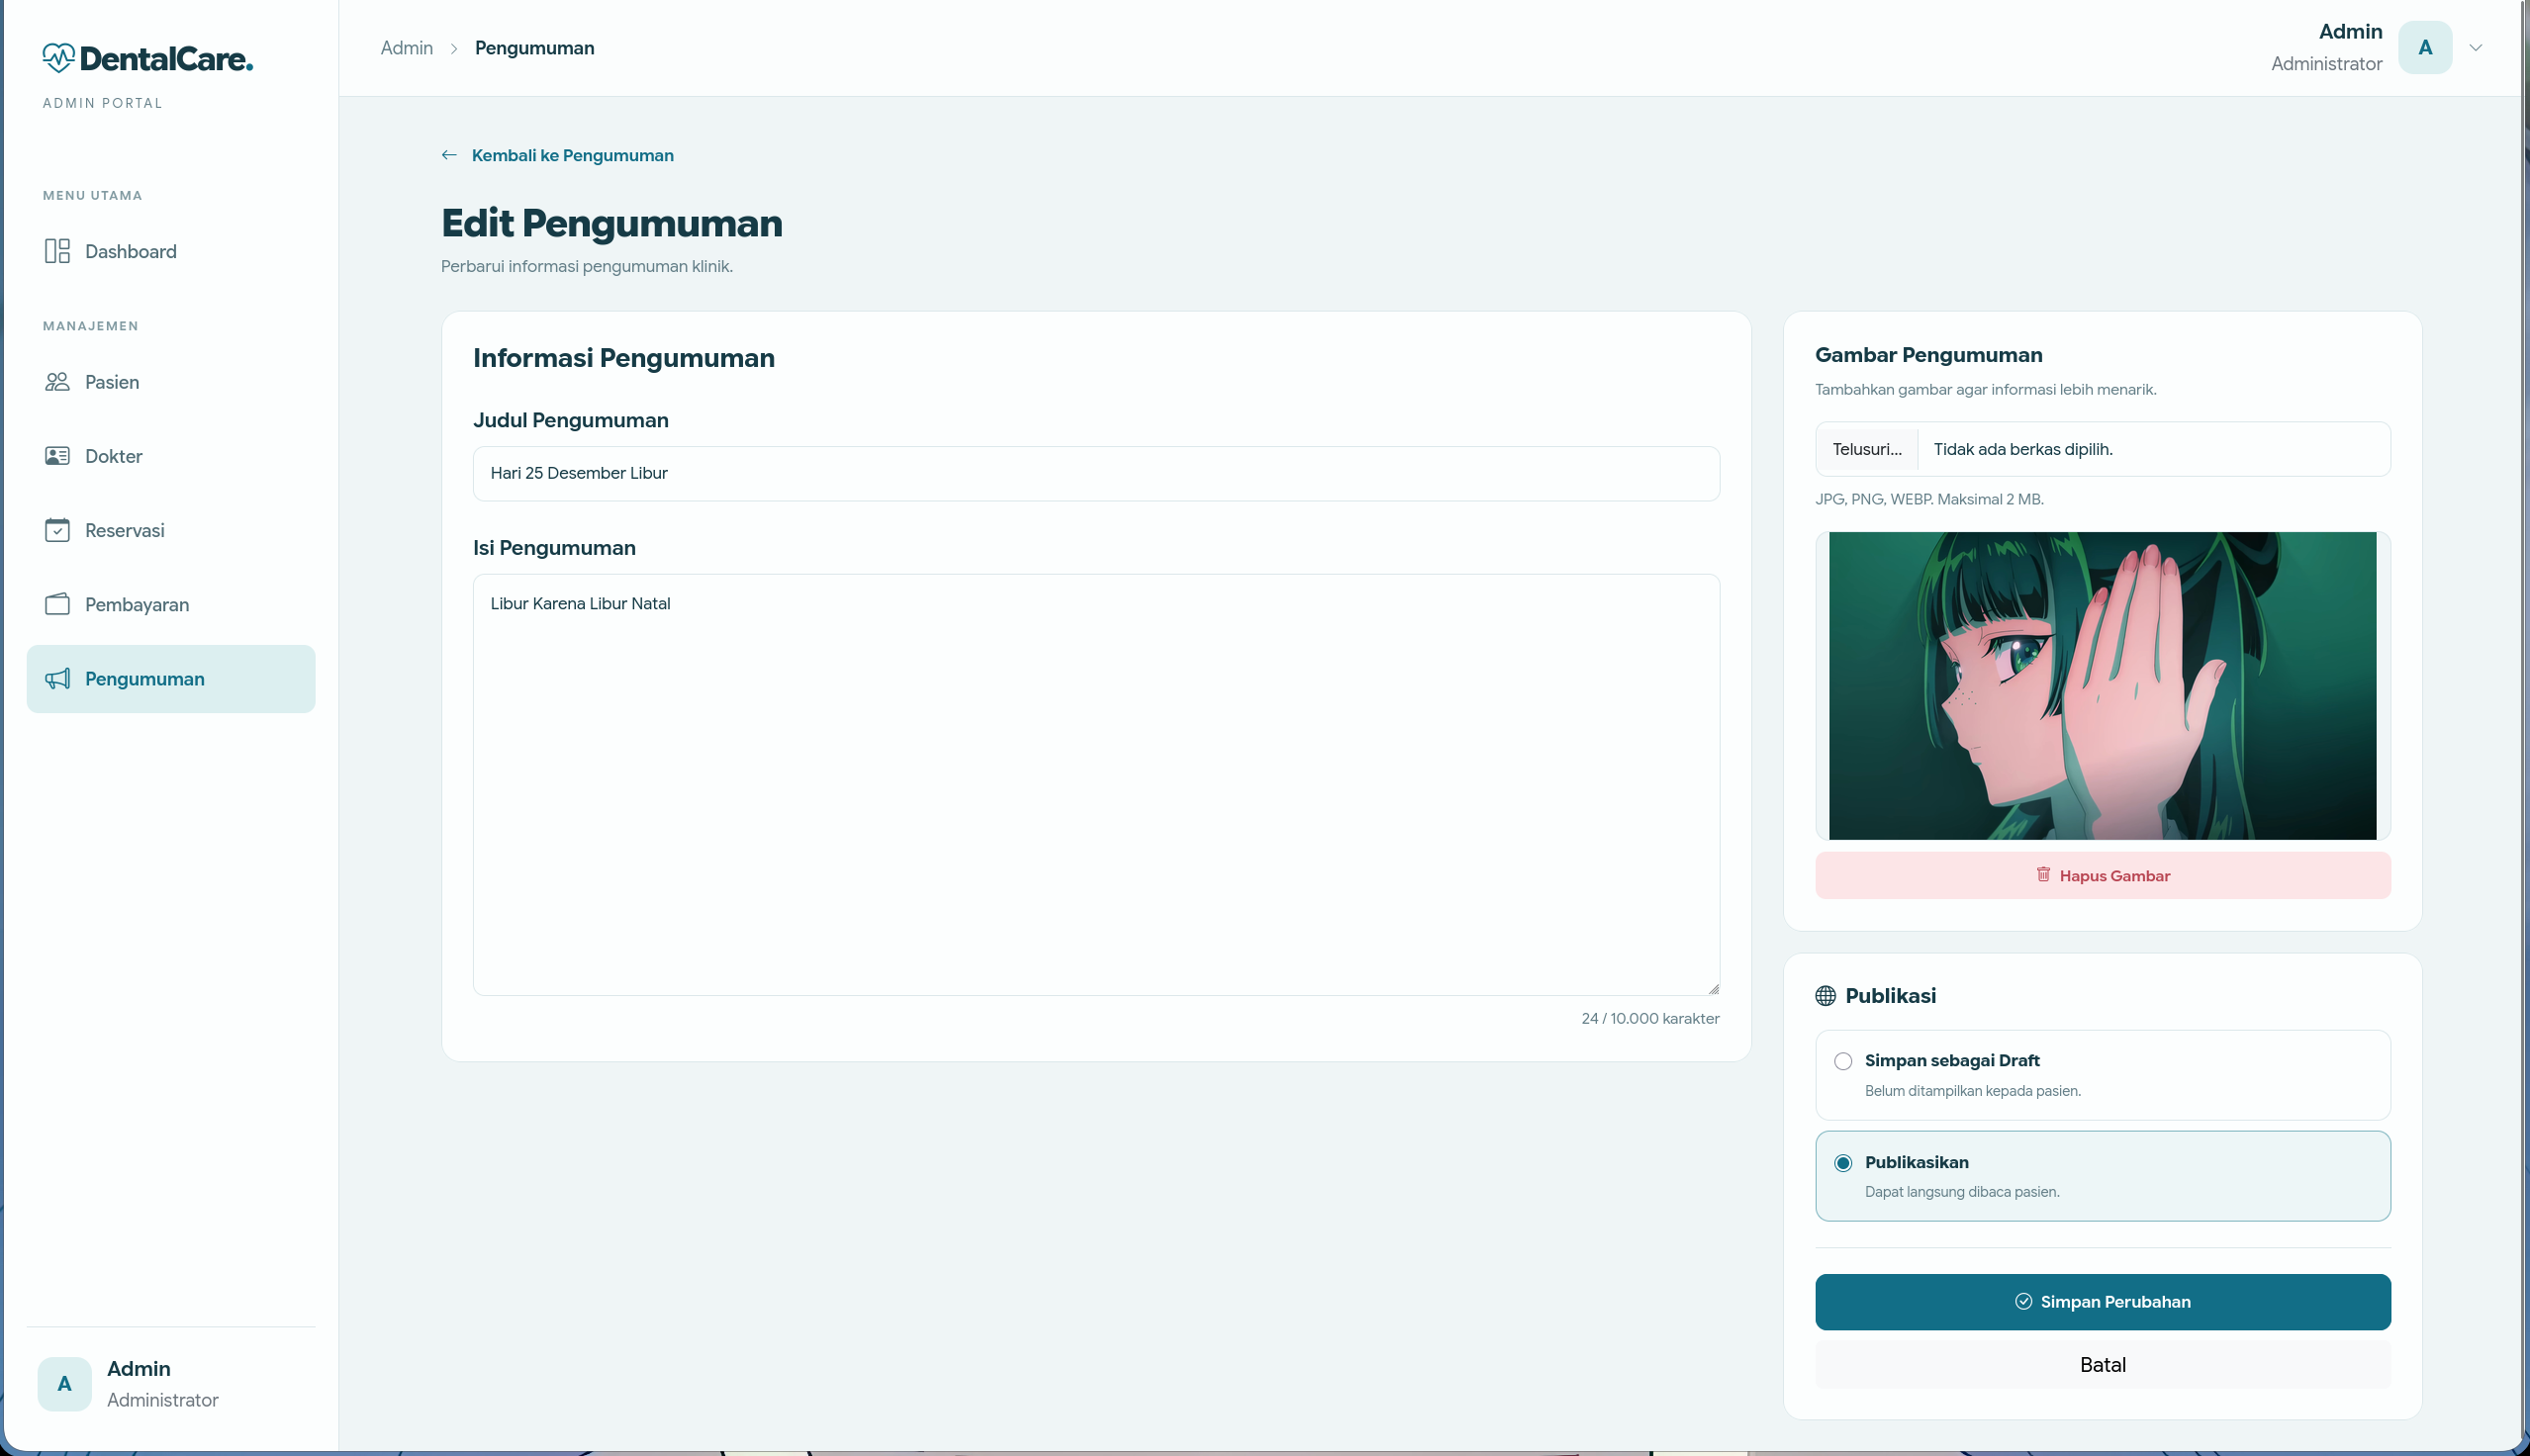 DentalCare.
ADMIN PORTAL
MENU UTAMA
Dashboard
MANAJEMEN
Pasien
Dokter
Reservasi
Pembayaran
Pengumuman
Admin
Administrator
A
Admin
Pengumuman
Admin
Administrator
A
Kembali ke Pengumuman
Edit Pengumuman
Perbarui informasi pengumuman klinik.
Informasi Pengumuman
Judul Pengumuman
Hari 25 Desember Libur
Isi Pengumuman
Libur Karena Libur Natal
24 / 10.000 karakter
Gambar Pengumuman
Tambahkan gambar agar informasi lebih menarik.
Telusuri... Tidak ada berkas dipilih.
JPG, PNG, WEBP. Maksimal 2 MB.
Hapus Gambar
Publikasi
Simpan sebagai Draft
Belum ditampilkan kepada pasien.
Publikasikan
Dapat langsung dibaca pasien.
Simpan Perubahan
Batal